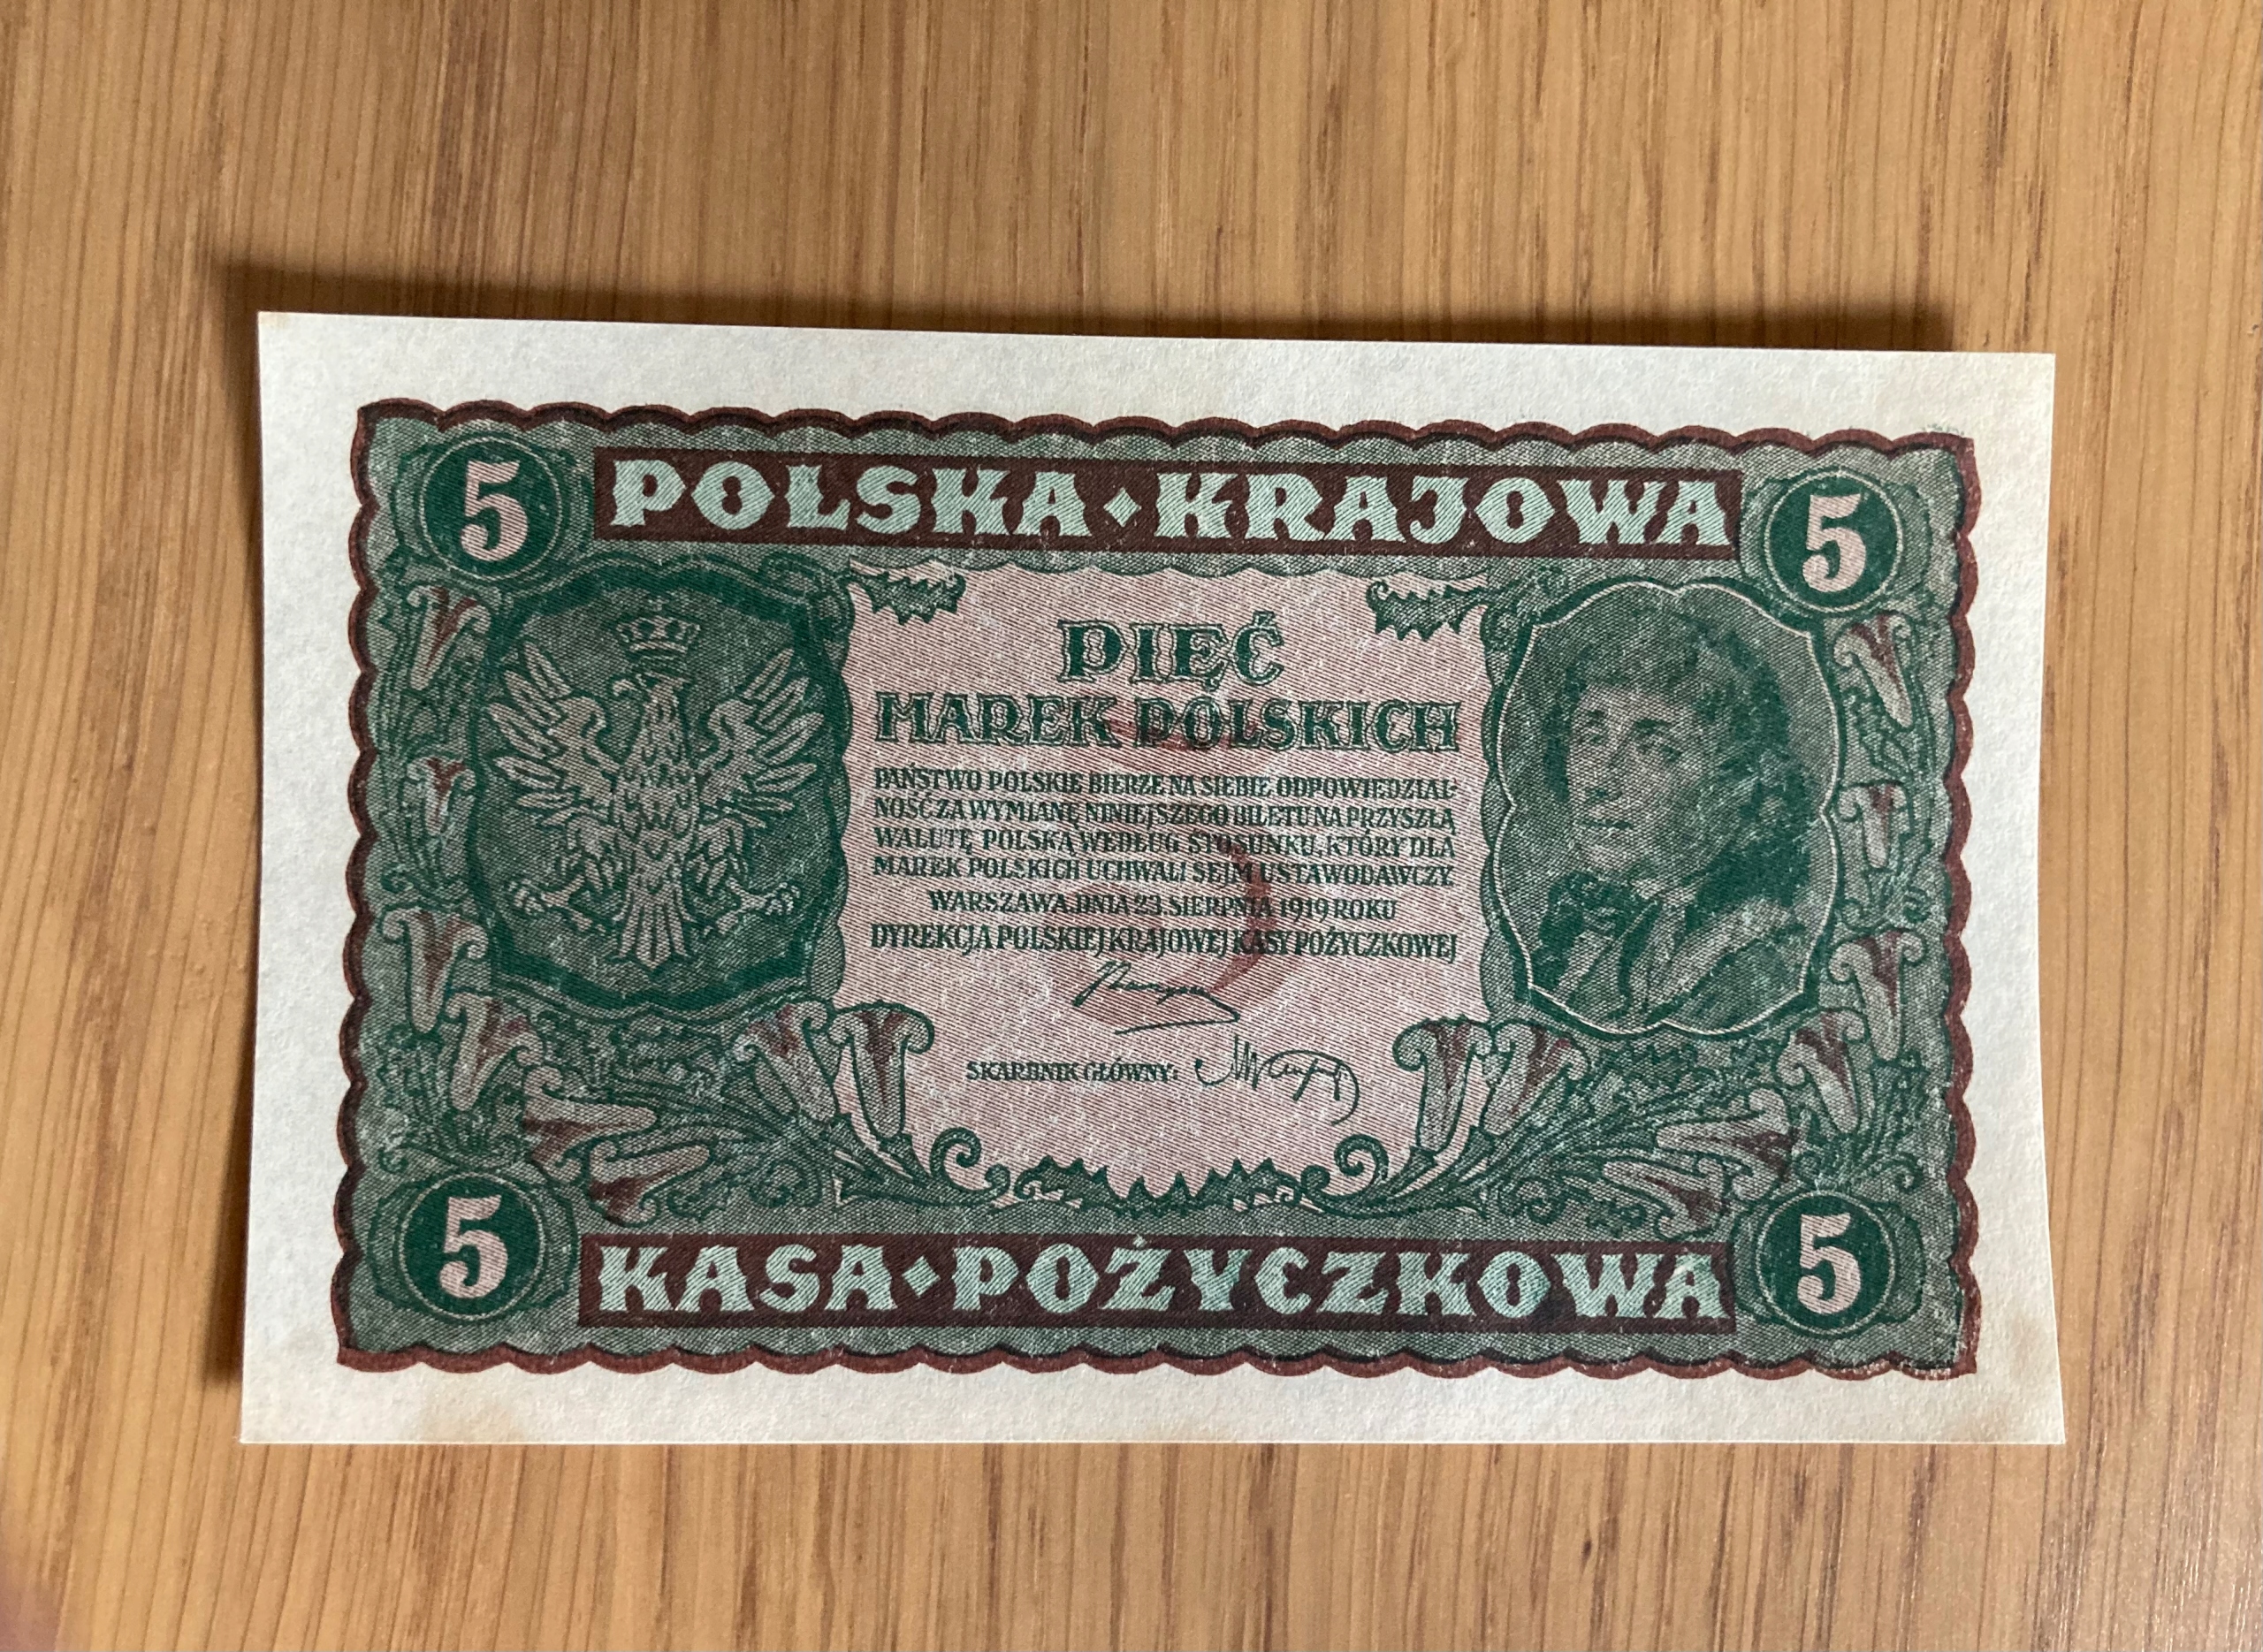 5 POLSKA • KRAJOWA 5
PIĘĆ
MAREK POLSKICH
PAŃSTWO POLSKIE BIERZE NA SIEBIE ODPOWIEDZIAL-
NOŚĆ ZA WYMIANĘ NINIEJSZEGO BILETU NA PRZYSZŁĄ
WALUTĘ POLSKĄ WEDŁUG STOSUNKU, KTÓRY DLA
MAREK POLSKICH UCHWALI SEJM USTAWODAWCZY.
WARSZAWA, DNIA 23. SIERPNIA 1919 ROKU
DYREKCJA POLSKIEJ KRAJOWEJ KASY POŻYCZKOWEJ
SKARBNIK GŁÓWNY:
5 KASA • POŻYCZKOWA 5